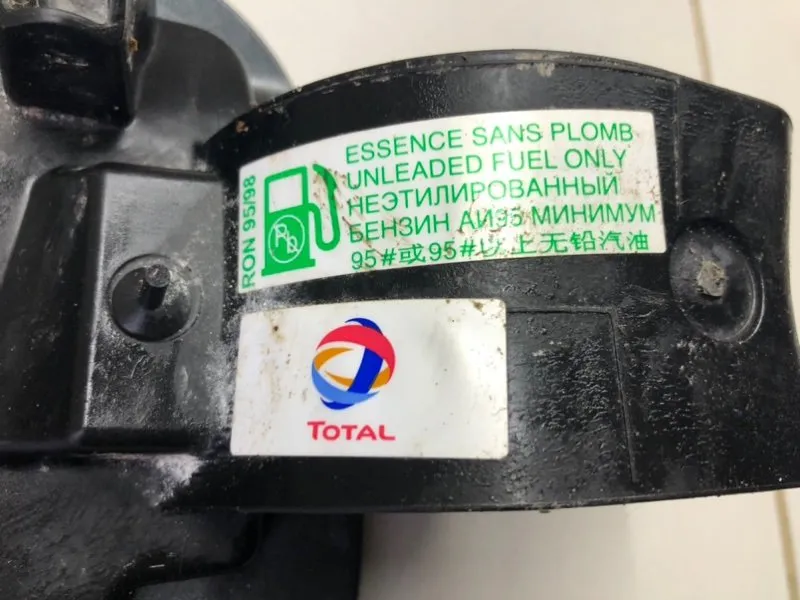 RON 95/98
ESSENCE SANS PLOMB
UNLEADED FUEL ONLY
НЕЭТИЛИРОВАННЫЙ
БЕНЗИН АИ95 МИНИМУМ
95#或95#以上无铅汽油
TOTAL